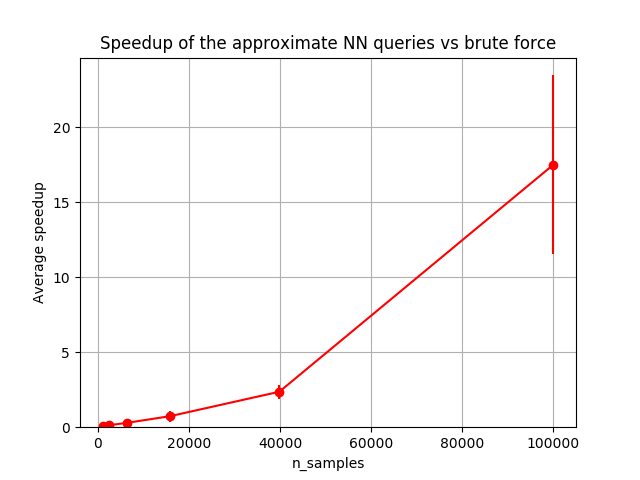 Speedup of the approximate NN queries vs brute force
Average speedup
20
15
10
5
0
0 20000 40000 60000 80000 100000
n_samples